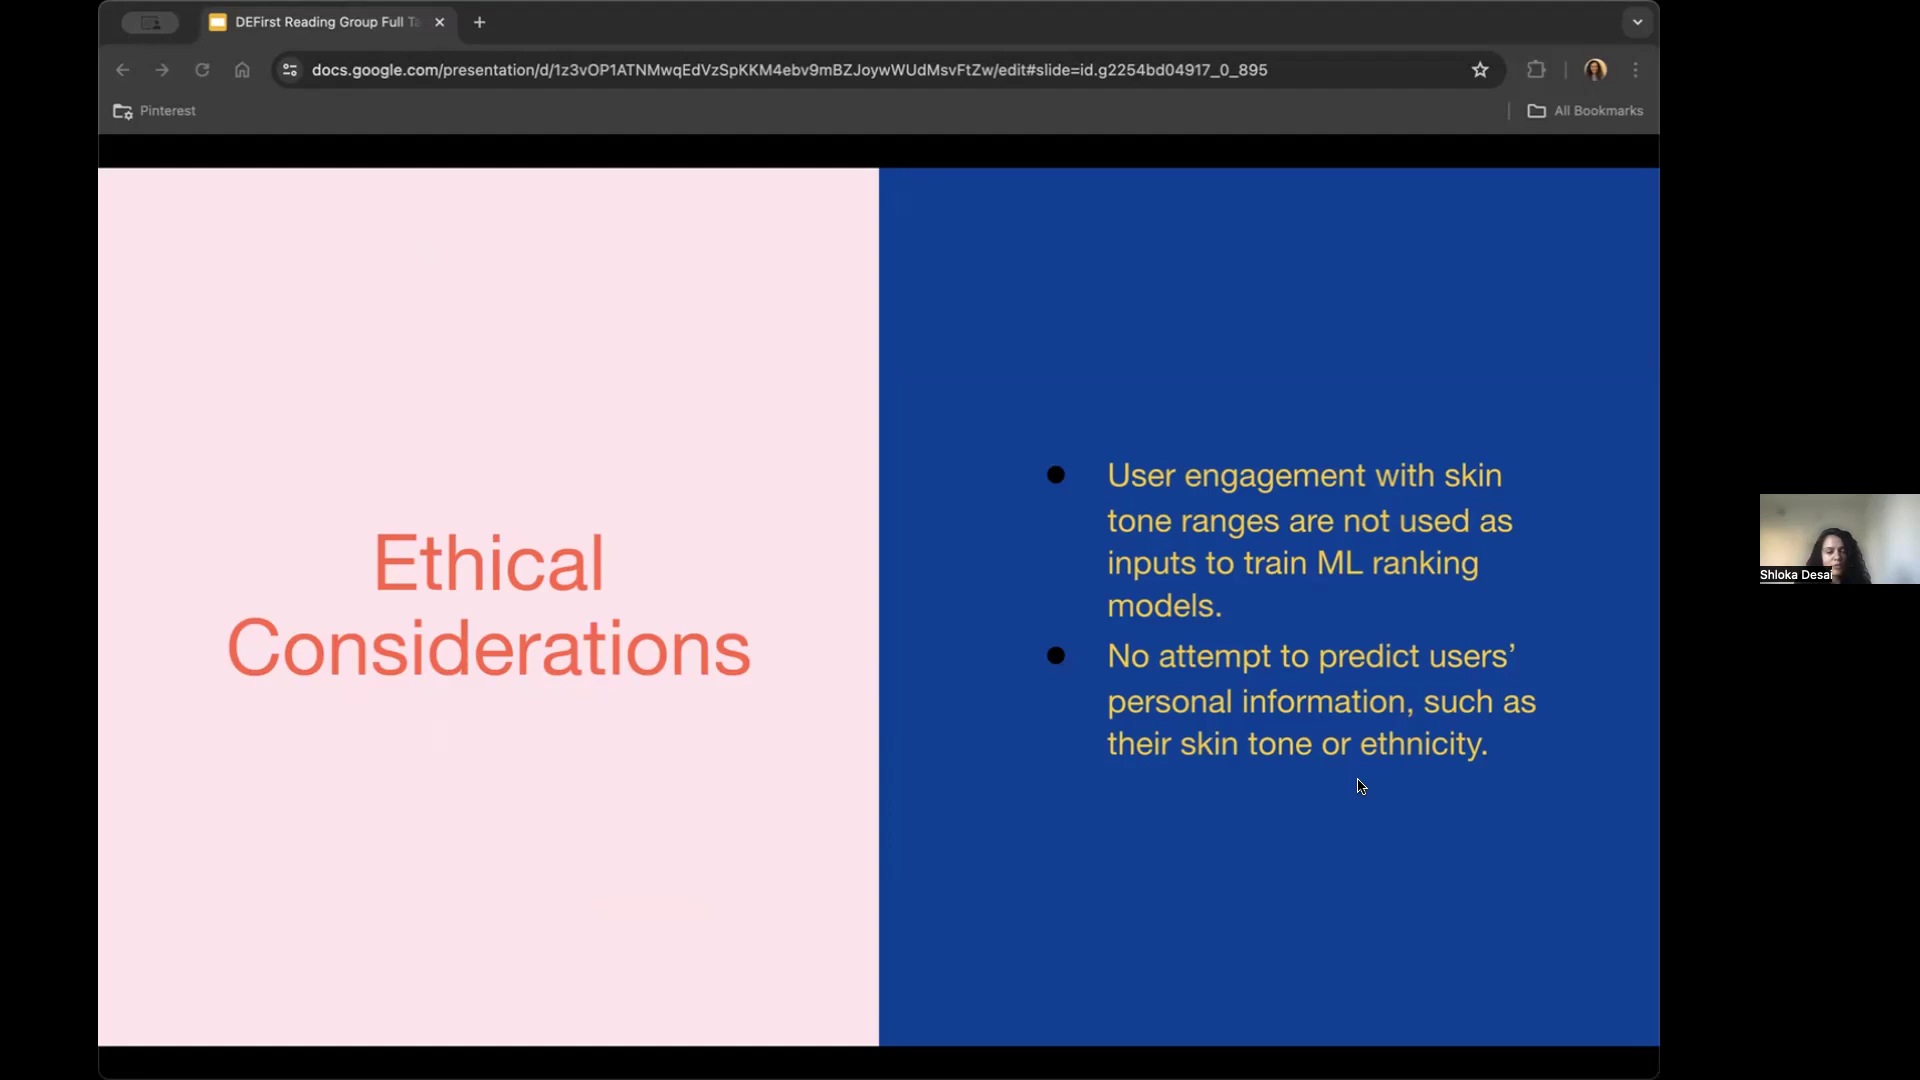 DEFirst Reading Group Full Ta
docs.google.com/presentation/d/1z3vOP1ATNMwqEdVzSpKKM4ebv9mBZJoywWUdMsvFtZw/edit#slide=id.g2254bd04917_0_895
Pinterest
All Bookmarks
Ethical
Considerations
User engagement with skin
tone ranges are not used as
inputs to train ML ranking
models.
No attempt to predict users’
personal information, such as
their skin tone or ethnicity.
Shloka Desai